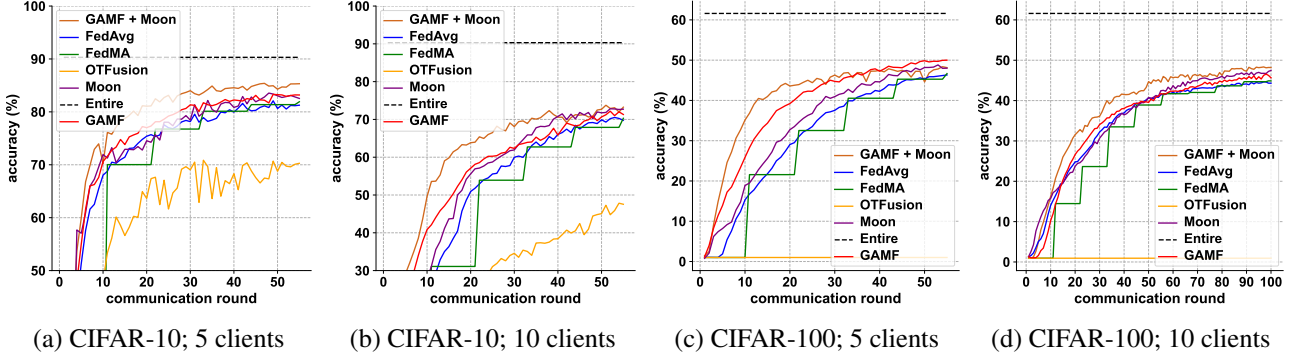 accuracy (%)
100
90
80
70
60
50
0
10
20
30
40
50
communication round
GAMF + Moon
FedAvg
FedMA
OTFusion
Moon
Entire
GAMF
(a) CIFAR-10; 5 clients
accuracy (%)
100
90
80
70
60
50
40
30
0
10
20
30
40
50
communication round
GAMF + Moon
FedAvg
FedMA
OTFusion
Moon
Entire
GAMF
(b) CIFAR-10; 10 clients
accuracy (%)
60
50
40
30
20
10
0
0
10
20
30
40
50
communication round
GAMF + Moon
FedAvg
FedMA
OTFusion
Moon
Entire
GAMF
(c) CIFAR-100; 5 clients
accuracy (%)
60
50
40
30
20
10
0
0
10
20
30
40
50
60
70
80
90
100
communication round
GAMF + Moon
FedAvg
FedMA
OTFusion
Moon
Entire
GAMF
(d) CIFAR-100; 10 clients